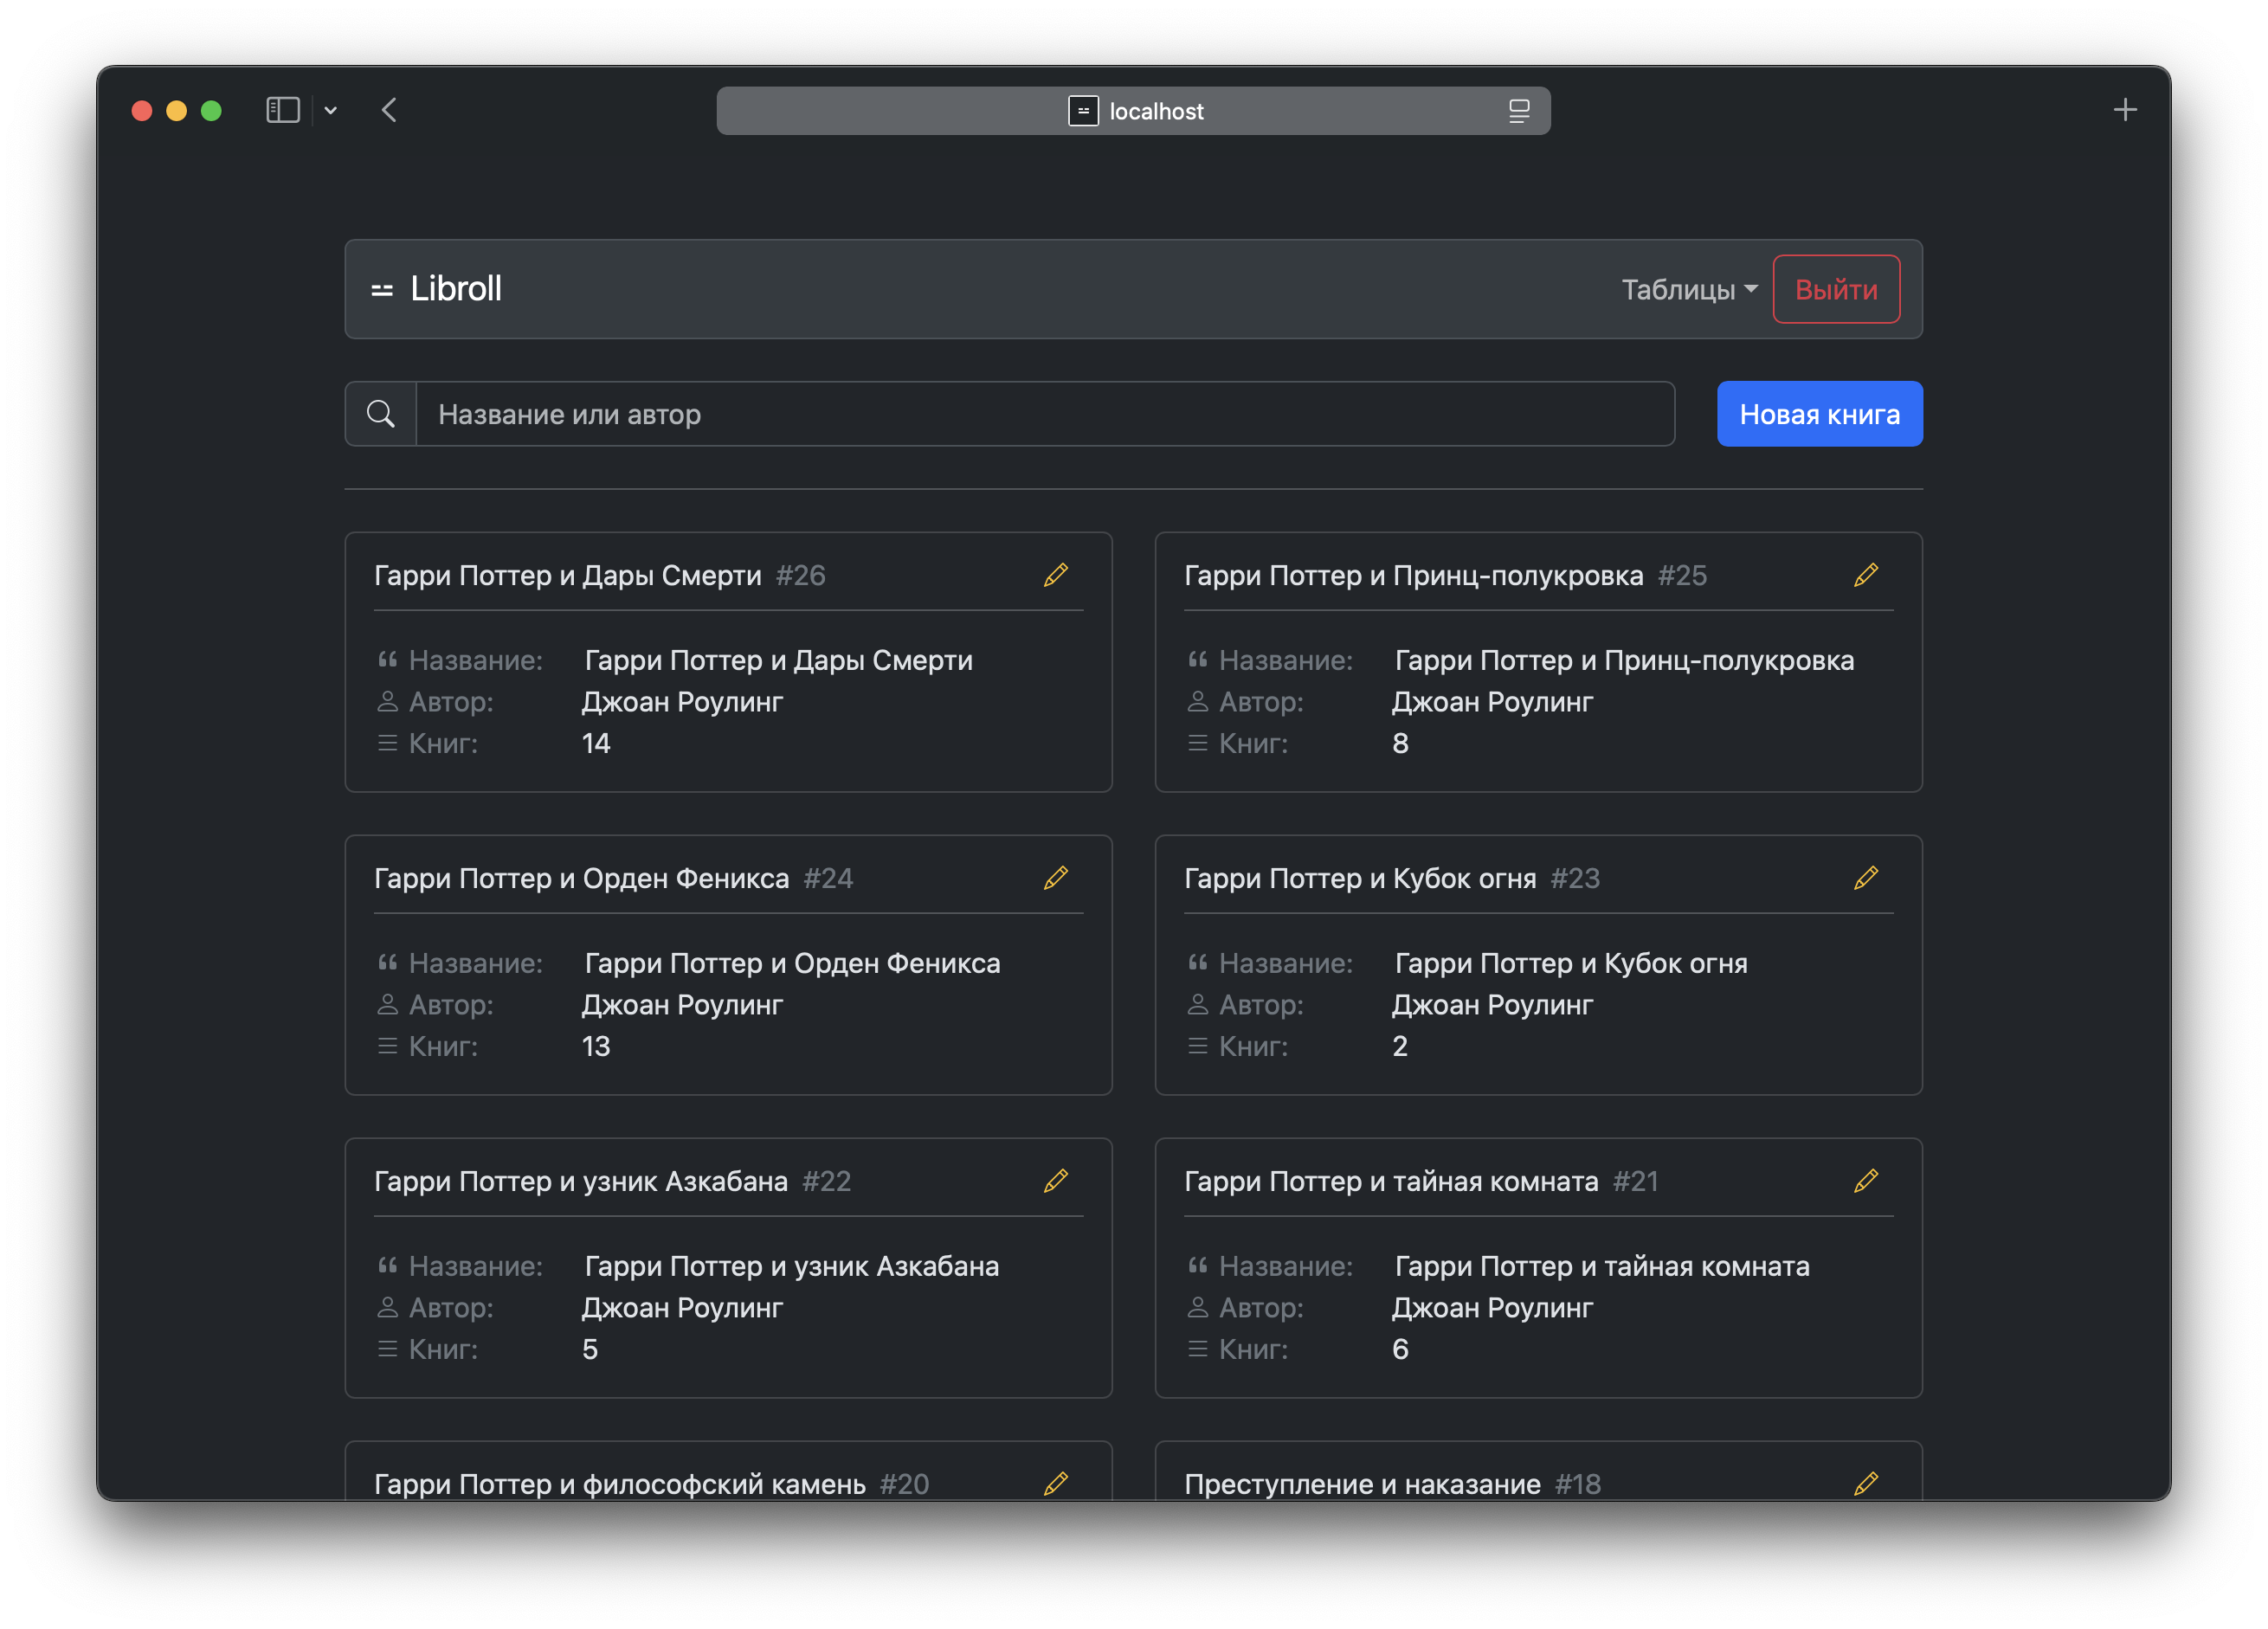 localhost
Libroll
Таблицы
Выйти
Название или автор
Новая книга
Гарри Поттер и Дары Смерти #26
Название: Гарри Поттер и Дары Смерти
Автор: Джоан Роулинг
Книг: 14
Гарри Поттер и Принц-полукровка #25
Название: Гарри Поттер и Принц-полукровка
Автор: Джоан Роулинг
Книг: 8
Гарри Поттер и Орден Феникса #24
Название: Гарри Поттер и Орден Феникса
Автор: Джоан Роулинг
Книг: 13
Гарри Поттер и Кубок огня #23
Название: Гарри Поттер и Кубок огня
Автор: Джоан Роулинг
Книг: 2
Гарри Поттер и узник Азкабана #22
Название: Гарри Поттер и узник Азкабана
Автор: Джоан Роулинг
Книг: 5
Гарри Поттер и тайная комната #21
Название: Гарри Поттер и тайная комната
Автор: Джоан Роулинг
Книг: 6
Гарри Поттер и философский камень #20
Преступление и наказание #18